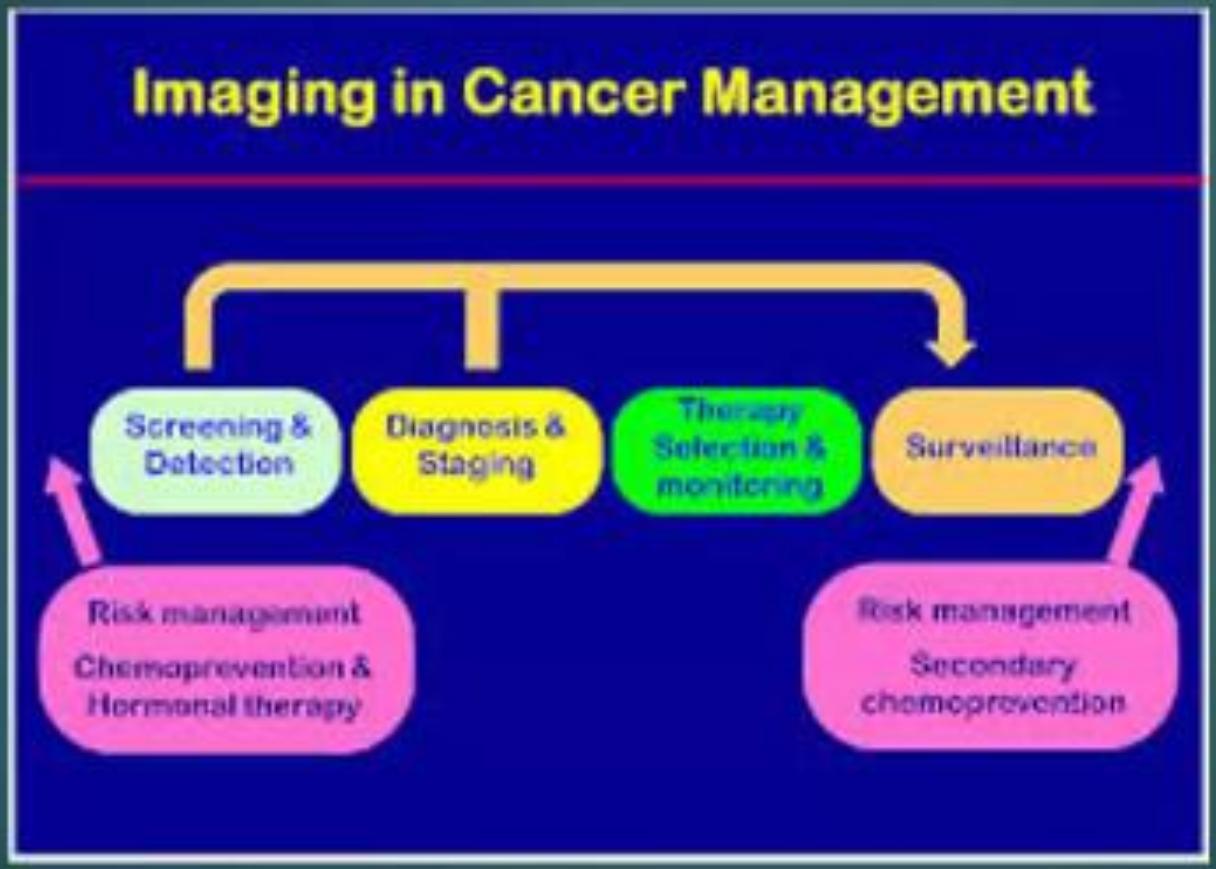 Imaging in Cancer Management
Screening &
Detection
Diagnosis &
Staging
Therapy
Selection &
monitoring
Surveillance
Risk management
Chemoprevention &
Hormonal therapy
Risk management
Secondary
chemoprevention